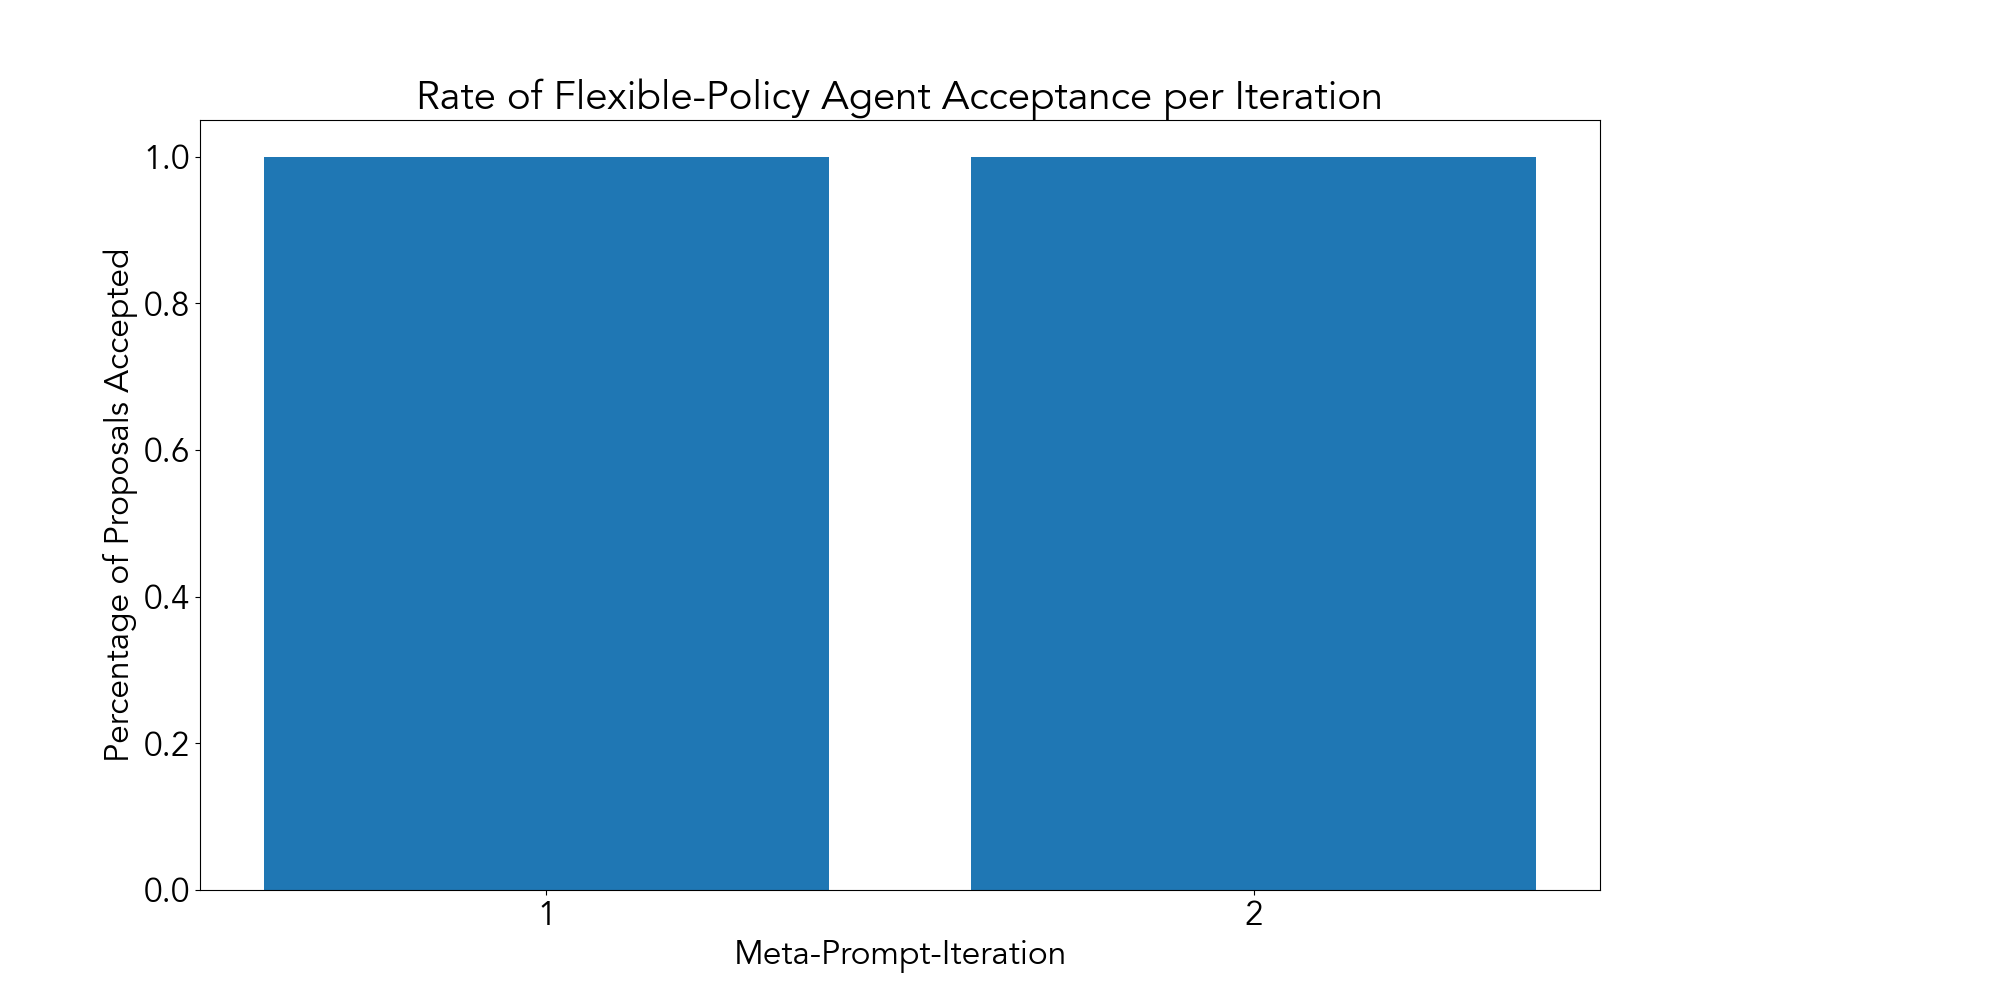 Rate of Flexible-Policy Agent Acceptance per Iteration
Percentage of Proposals Accepted
1.0
0.8
0.6
0.4
0.2
0.0
1
2
Meta-Prompt-Iteration